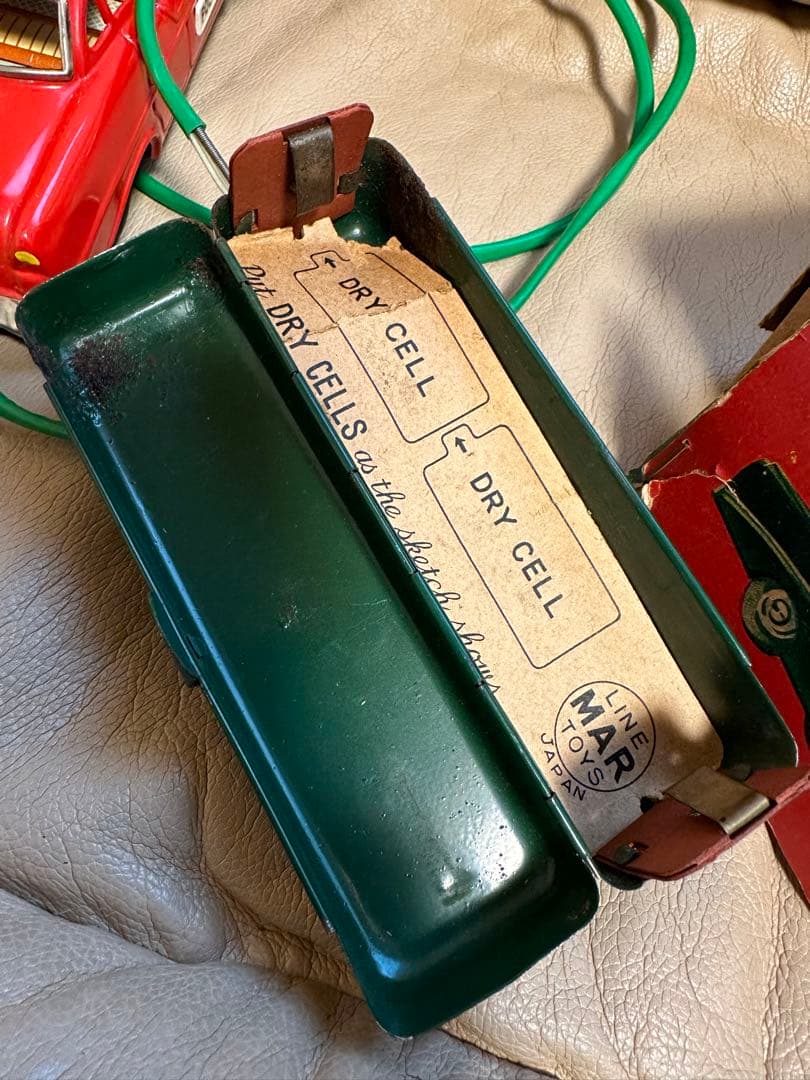 Put DRY CELLS as the sketch shows
DRY CELL
DRY CELL
LINE
MAR
TOYS
JAPAN